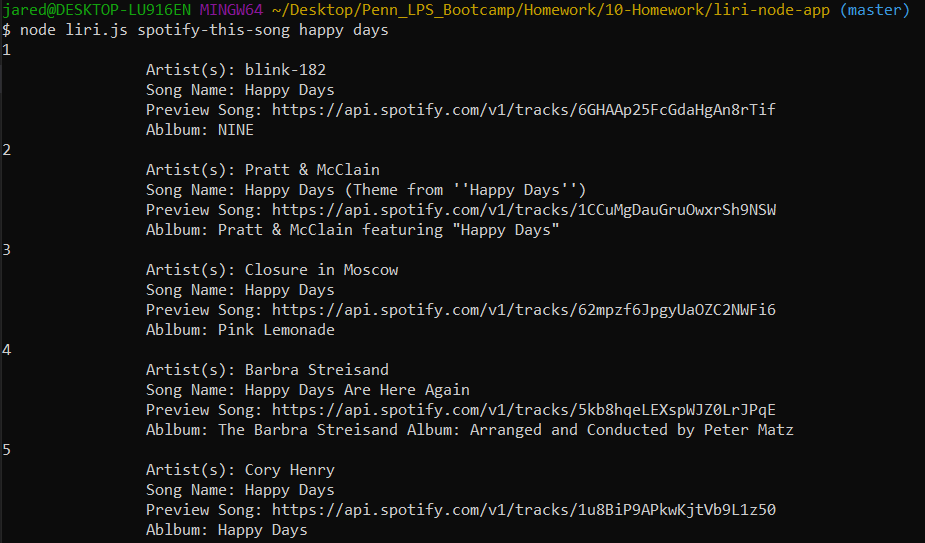 jared@DESKTOP-LU916EN MINGW64 ~/Desktop/Penn_LPS_Bootcamp/Homework/10-Homework/liri-node-app (master)
$ node liri.js spotify-this-song happy days
1
Artist(s): blink-182
Song Name: Happy Days
Preview Song: https://api.spotify.com/v1/tracks/6GHAAp25FcGdaHgAn8rTif
Ablbum: NINE
2
Artist(s): Pratt & McClain
Song Name: Happy Days (Theme from ''Happy Days'')
Preview Song: https://api.spotify.com/v1/tracks/1CCuMgDauGruOwxrSh9NSW
Ablbum: Pratt & McClain featuring "Happy Days"
3
Artist(s): Closure in Moscow
Song Name: Happy Days
Preview Song: https://api.spotify.com/v1/tracks/62mpzf6JpgyUaOZC2NWFi6
Ablbum: Pink Lemonade
4
Artist(s): Barbra Streisand
Song Name: Happy Days Are Here Again
Preview Song: https://api.spotify.com/v1/tracks/5kb8hqeLEXspWJZ0LrJPqE
Ablbum: The Barbra Streisand Album: Arranged and Conducted by Peter Matz
5
Artist(s): Cory Henry
Song Name: Happy Days
Preview Song: https://api.spotify.com/v1/tracks/1u8BiP9APkwKjtVb9L1z50
Ablbum: Happy Days